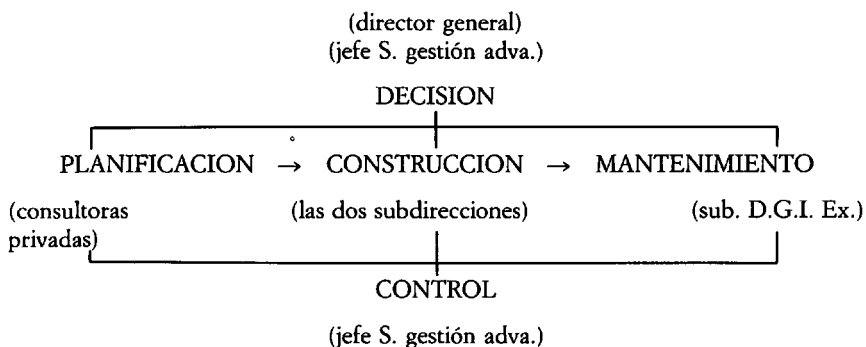 (director general)
(jefe S. gestión adva.)
DECISION
PLANIFICACION → CONSTRUCCION → MANTENIMIENTO
(consultoras privadas) (las dos subdirecciones) (sub. D.G.I. Ex.)
CONTROL
(jefe S. gestión adva.)